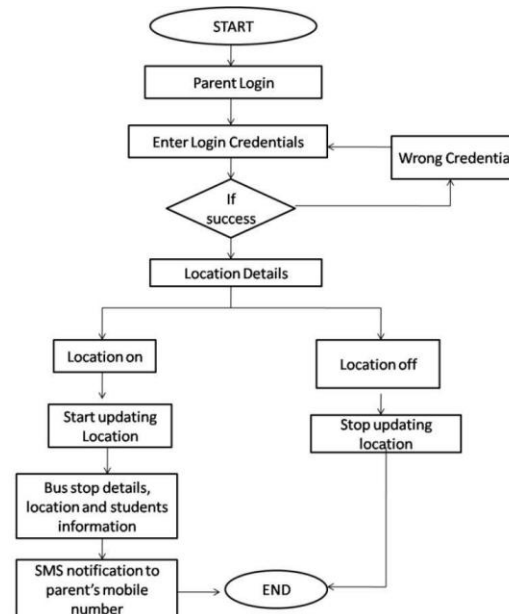 START
Parent Login
Enter Login Credentials
Wrong Credentia
If
success
Location Details
Location on
Location off
Start updating
Location
Stop updating
location
Bus stop details,
location and students
information
SMS notification to
parent's mobile
number
END